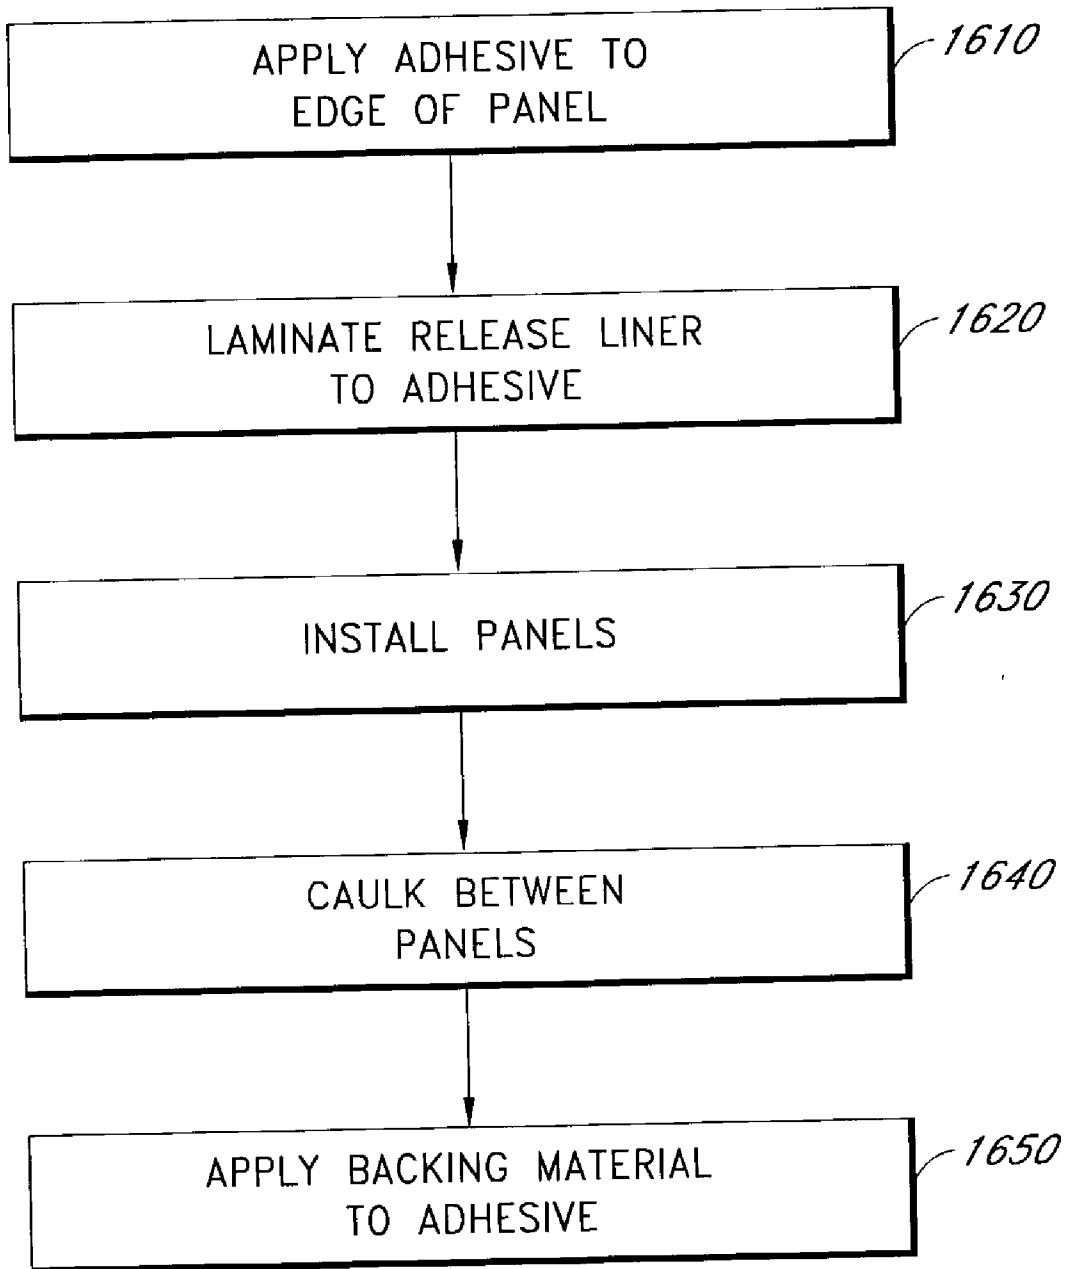 APPLY ADHESIVE TO
EDGE OF PANEL
1610
LAMINATE RELEASE LINER
TO ADHESIVE
1620
INSTALL PANELS
1630
CAULK BETWEEN
PANELS
1640
APPLY BACKING MATERIAL
TO ADHESIVE
1650